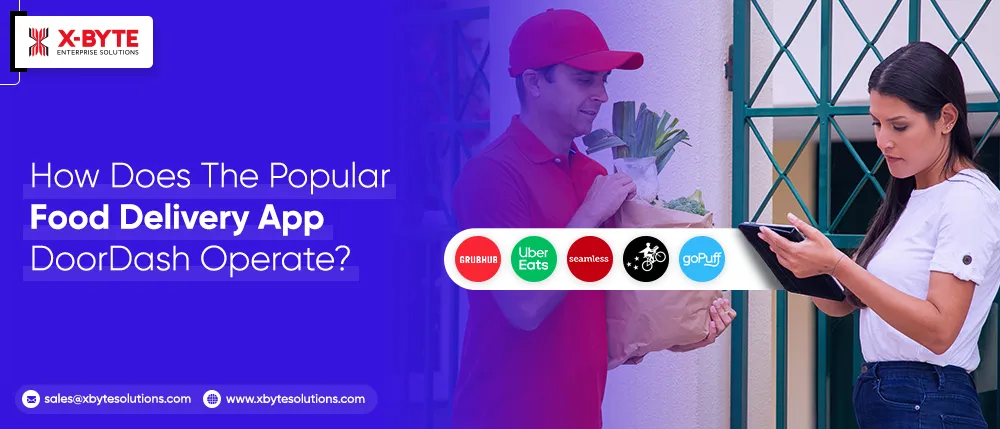 X-BYTE
ENTERPRISE SOLUTIONS
How Does The Popular
Food Delivery App
DoorDash Operate?
GRUBHUB
Uber
Eats
seamless
goPuff
sales@xbytesolutions.com
www.xbytesolutions.com